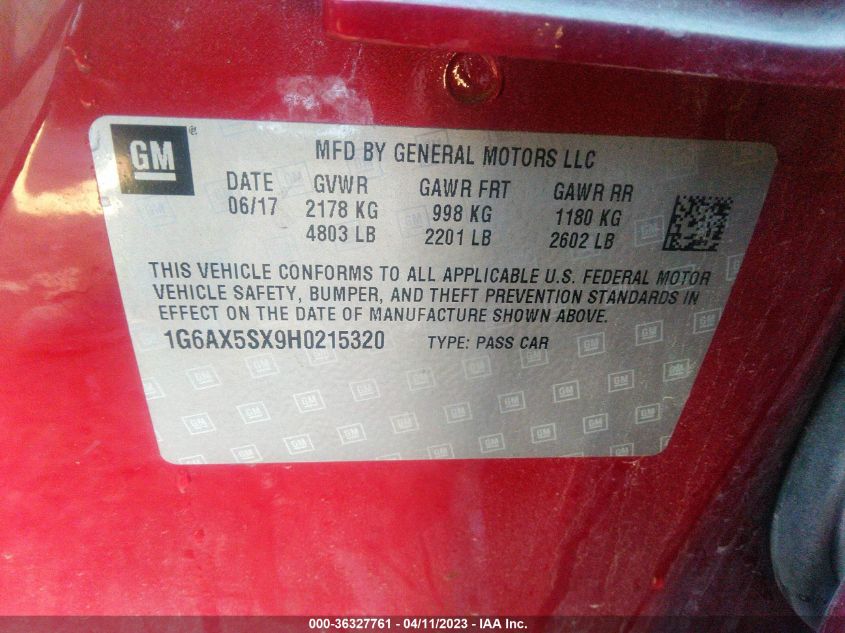 GM
MFD BY GENERAL MOTORS LLC
DATE GVWR GAWR FRT GAWR RR
06/17 2178 KG 998 KG 1180 KG
4803 LB 2201 LB 2602 LB
THIS VEHICLE CONFORMS TO ALL APPLICABLE U.S. FEDERAL MOTOR
VEHICLE SAFETY, BUMPER, AND THEFT PREVENTION STANDARDS IN
EFFECT ON THE DATE OF MANUFACTURE SHOWN ABOVE.
1G6AX5SX9H0215320 TYPE: PASS CAR
000-36327761 - 04/11/2023 - IAA Inc.